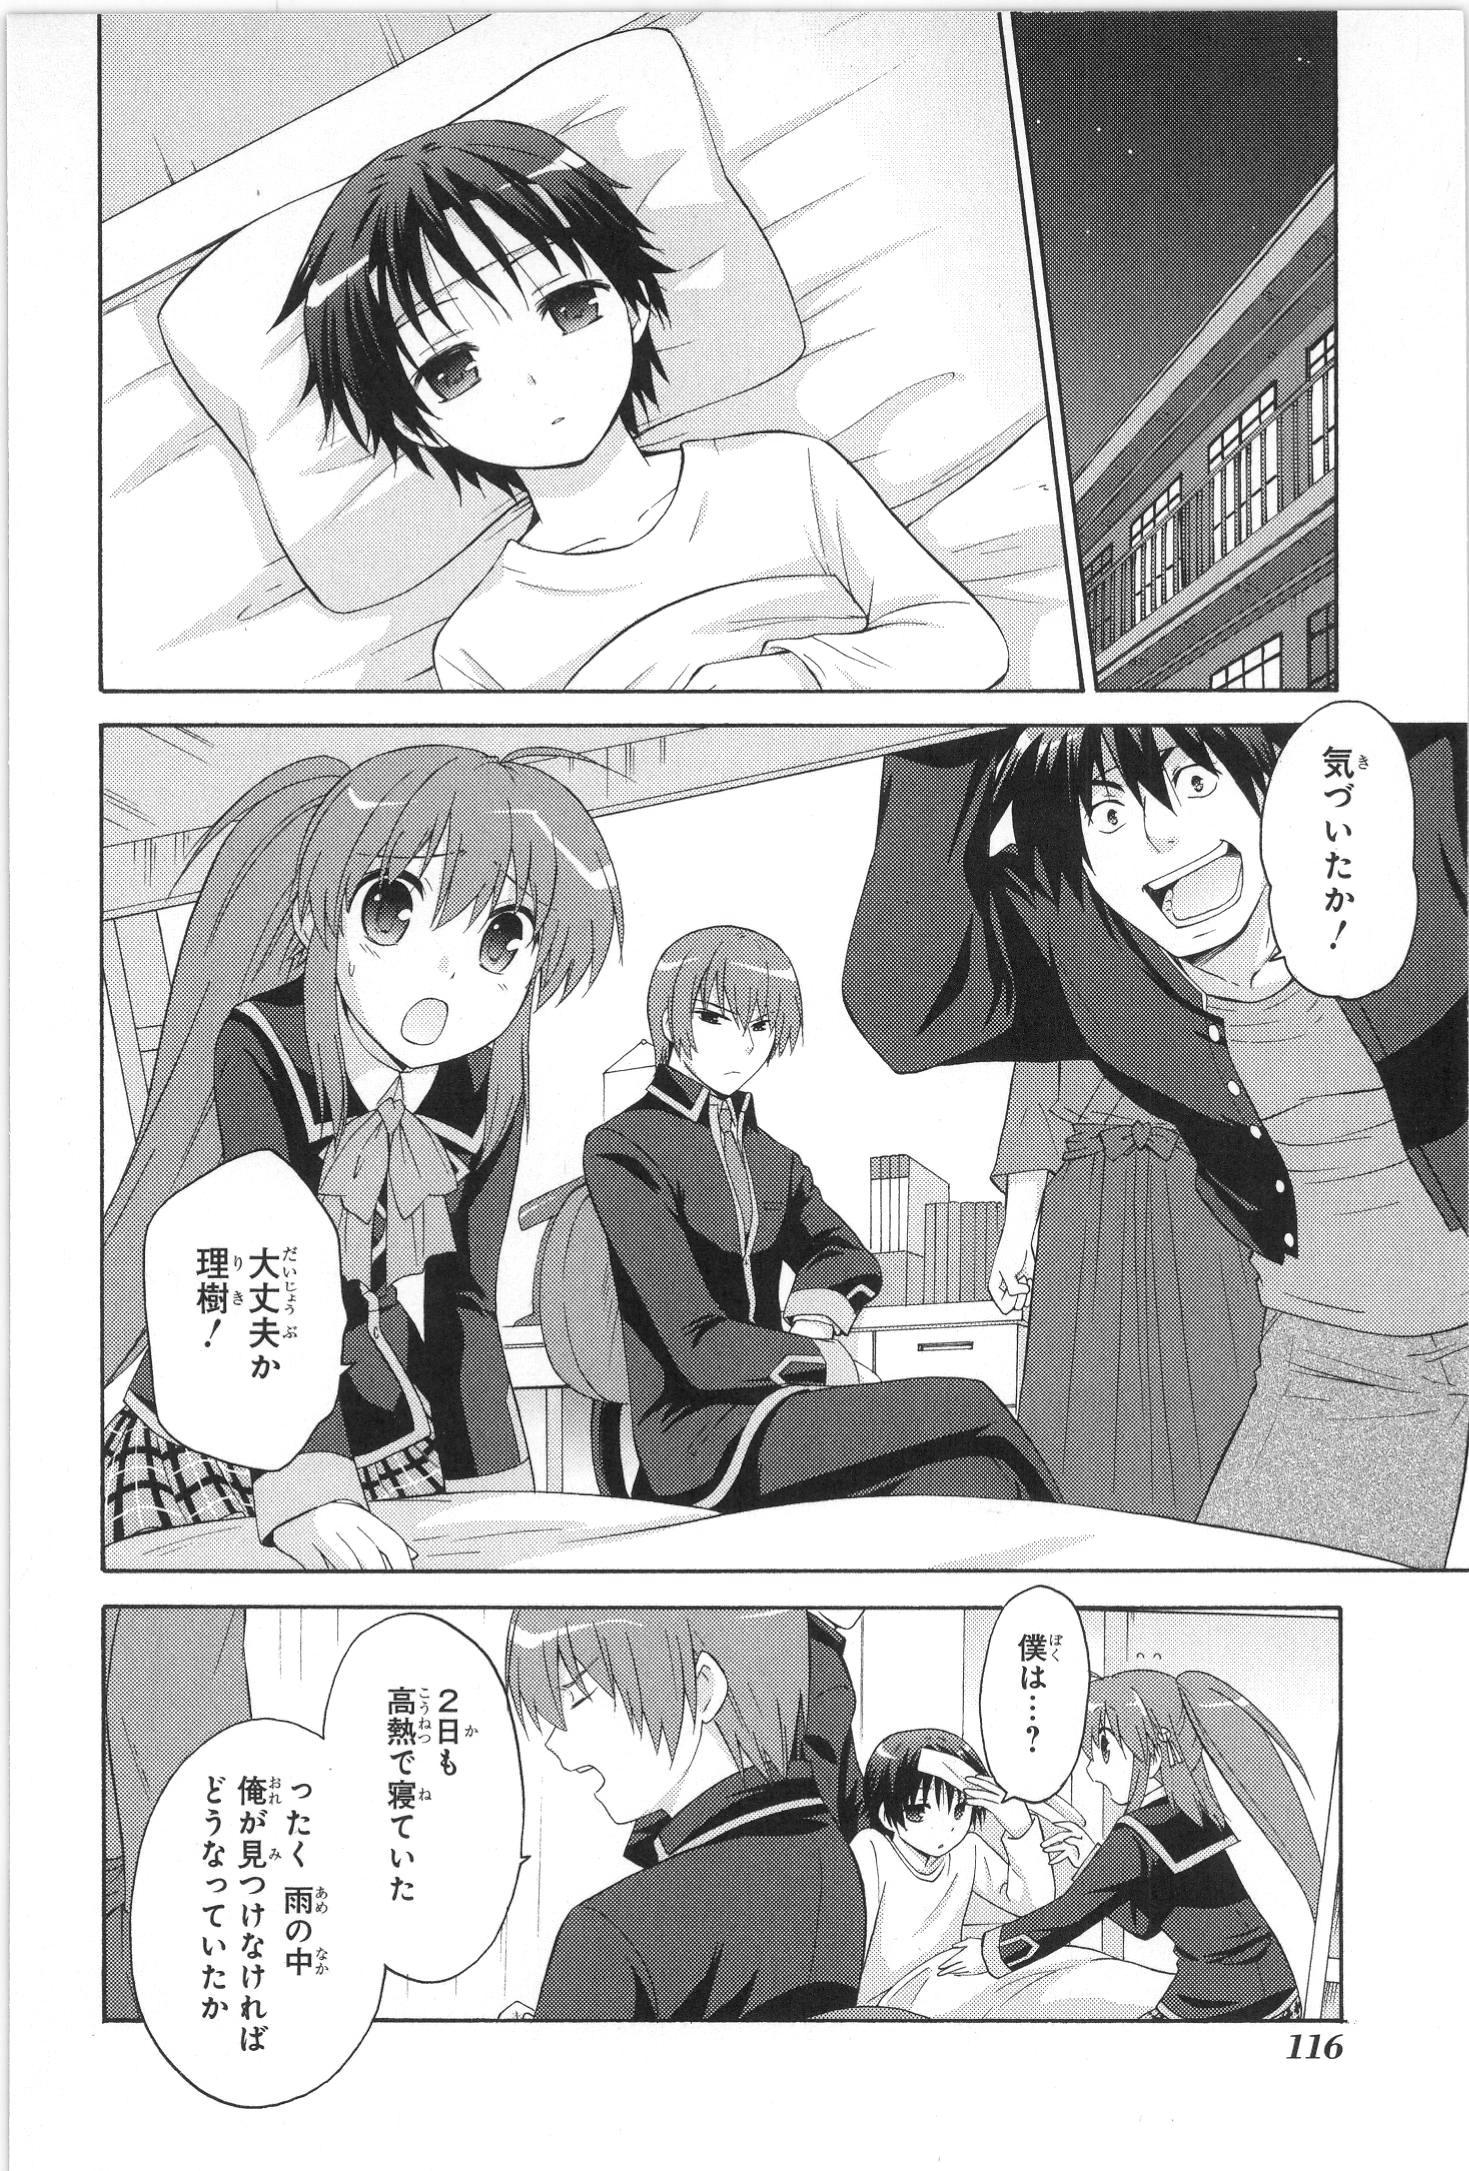 気づいたか！
大丈夫か
理樹！
僕は…？
2日も
高熱で寝ていた
ったく 雨の中
俺が見つけなければ
どうなっていたか
116